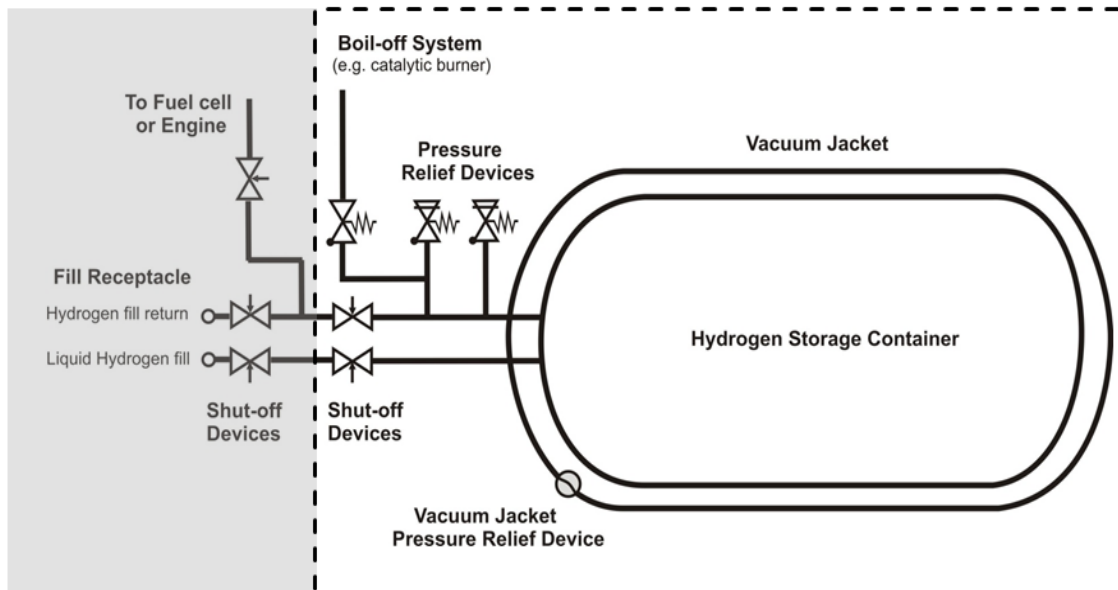 Boil-off System
(e.g. catalytic burner)
To Fuel cell
or Engine
Pressure
Relief Devices
Vacuum Jacket
Fill Receptacle
Hydrogen fill return
Liquid Hydrogen fill
Hydrogen Storage Container
Shut-off
Devices
Shut-off
Devices
Vacuum Jacket
Pressure Relief Device